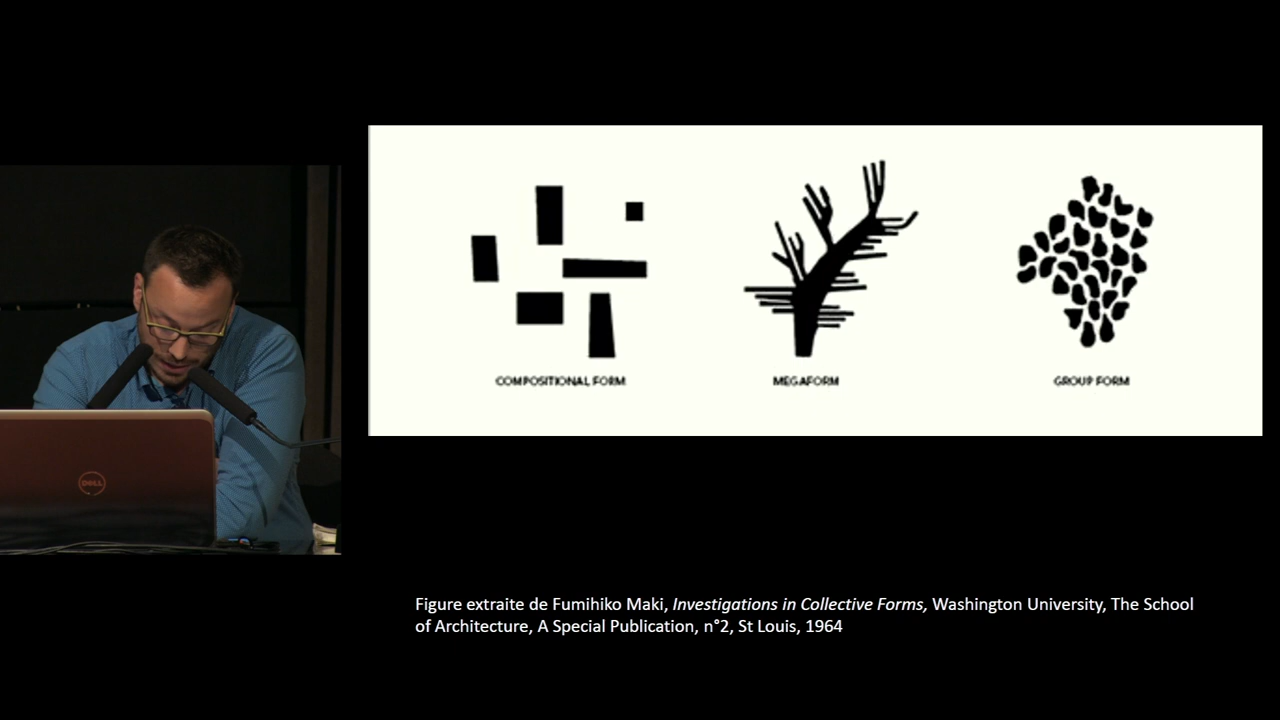 COMPOSITIONAL FORM
MEGAFORM
GROUP FORM
DELL
Figure extraite de Fumihiko Maki, Investigations in Collective Forms, Washington University, The School
of Architecture, A Special Publication, n°2, St Louis, 1964